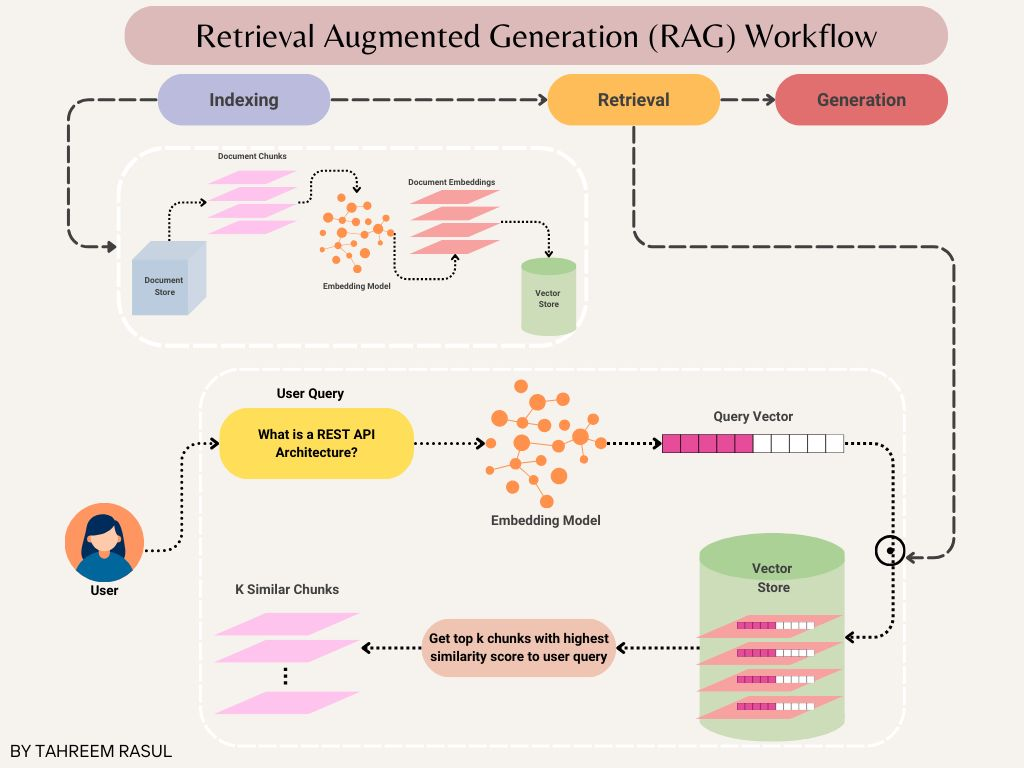 Retrieval Augmented Generation (RAG) Workflow
Indexing
Retrieval
Generation
Document Chunks
Document Embeddings
Document
Store
Embedding Model
Vector
Store
User Query
What is a REST API
Architecture?
Embedding Model
Query Vector
User
Vector
Store
K Similar Chunks
Get top k chunks with highest
similarity score to user query
BY TAHREEM RASUL